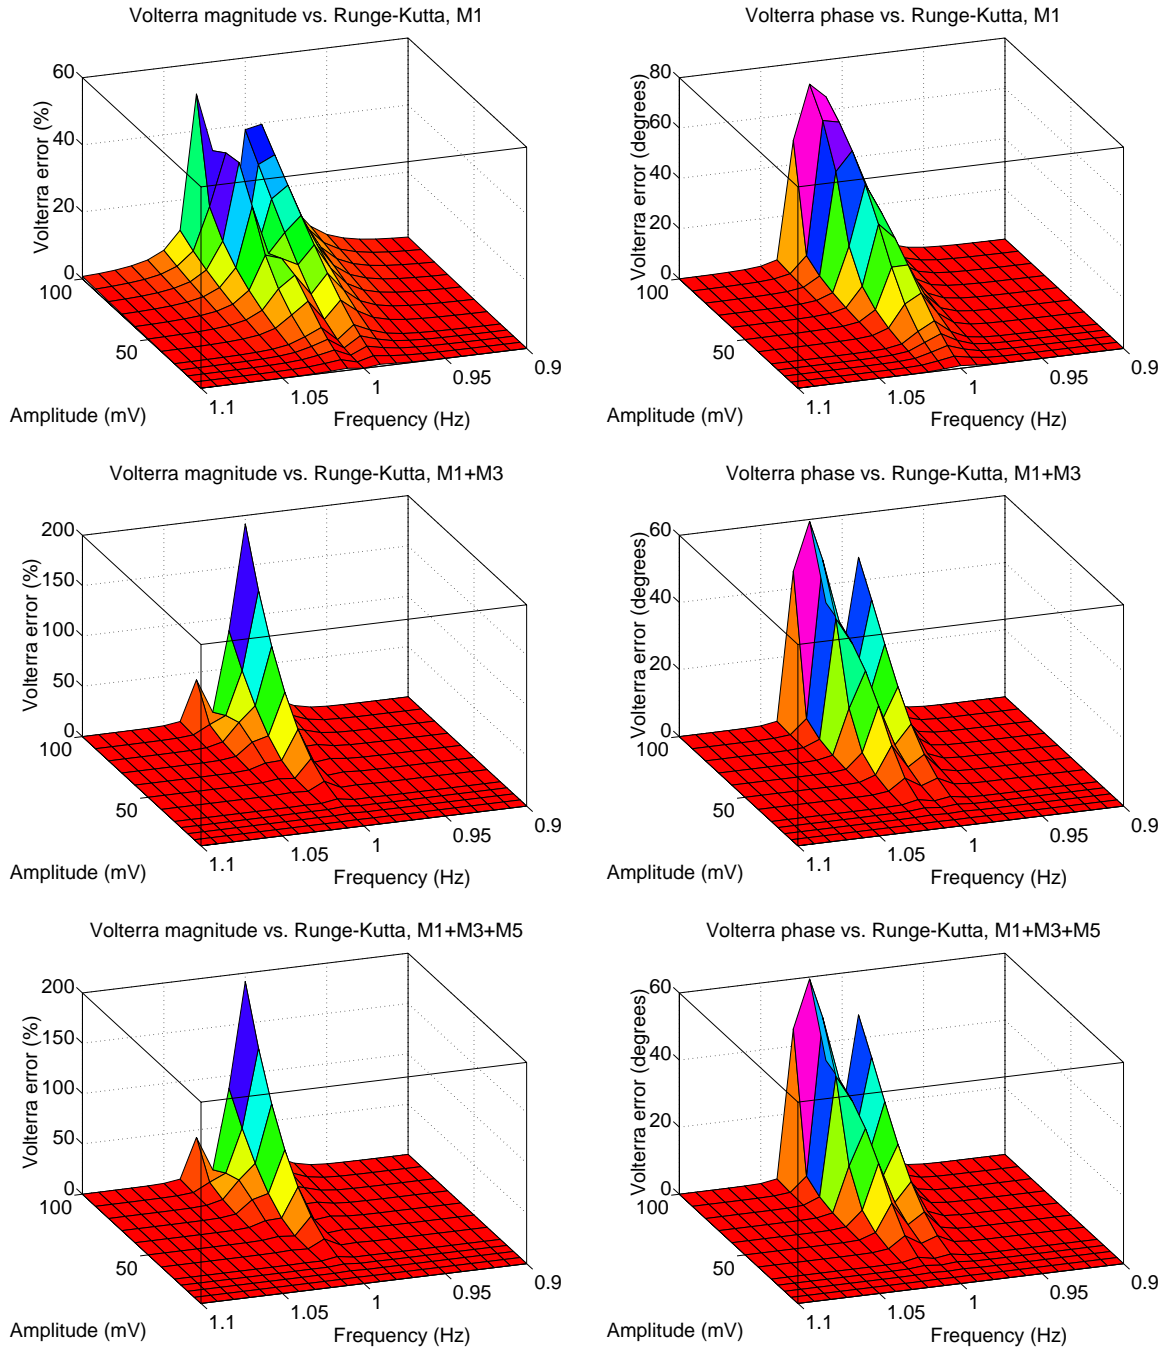 Volterra magnitude vs. Runge-Kutta, M1
60
40
20
0
Volterra error (%)
100
50
Amplitude (mV)
1.1
1.05
1
0.95
0.9
Frequency (Hz)
Volterra phase vs. Runge-Kutta, M1
80
60
40
20
0
Volterra error (degrees)
100
50
Amplitude (mV)
1.1
1.05
1
0.95
0.9
Frequency (Hz)
Volterra magnitude vs. Runge-Kutta, M1+M3
200
150
100
50
0
Volterra error (%)
100
50
Amplitude (mV)
1.1
1.05
1
0.95
0.9
Frequency (Hz)
Volterra phase vs. Runge-Kutta, M1+M3
60
40
20
0
Volterra error (degrees)
100
50
Amplitude (mV)
1.1
1.05
1
0.95
0.9
Frequency (Hz)
Volterra magnitude vs. Runge-Kutta, M1+M3+M5
200
150
100
50
0
Volterra error (%)
100
50
Amplitude (mV)
1.1
1.05
1
0.95
0.9
Frequency (Hz)
Volterra phase vs. Runge-Kutta, M1+M3+M5
60
40
20
0
Volterra error (degrees)
100
50
Amplitude (mV)
1.1
1.05
1
0.95
0.9
Frequency (Hz)